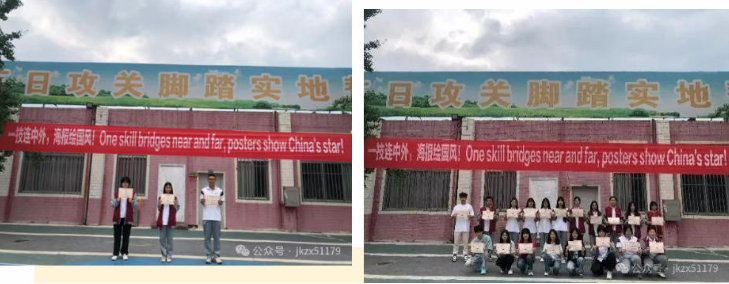 日攻关脚踏实地
一技连中外，海报绘国风！One skill bridges near and far, posters show China's star!
公众号 · jkzx51179
日攻关脚踏实地
一技连中外，海报绘国风！One skill bridges near and far, posters show China's star!
公众号 · jkzx51179